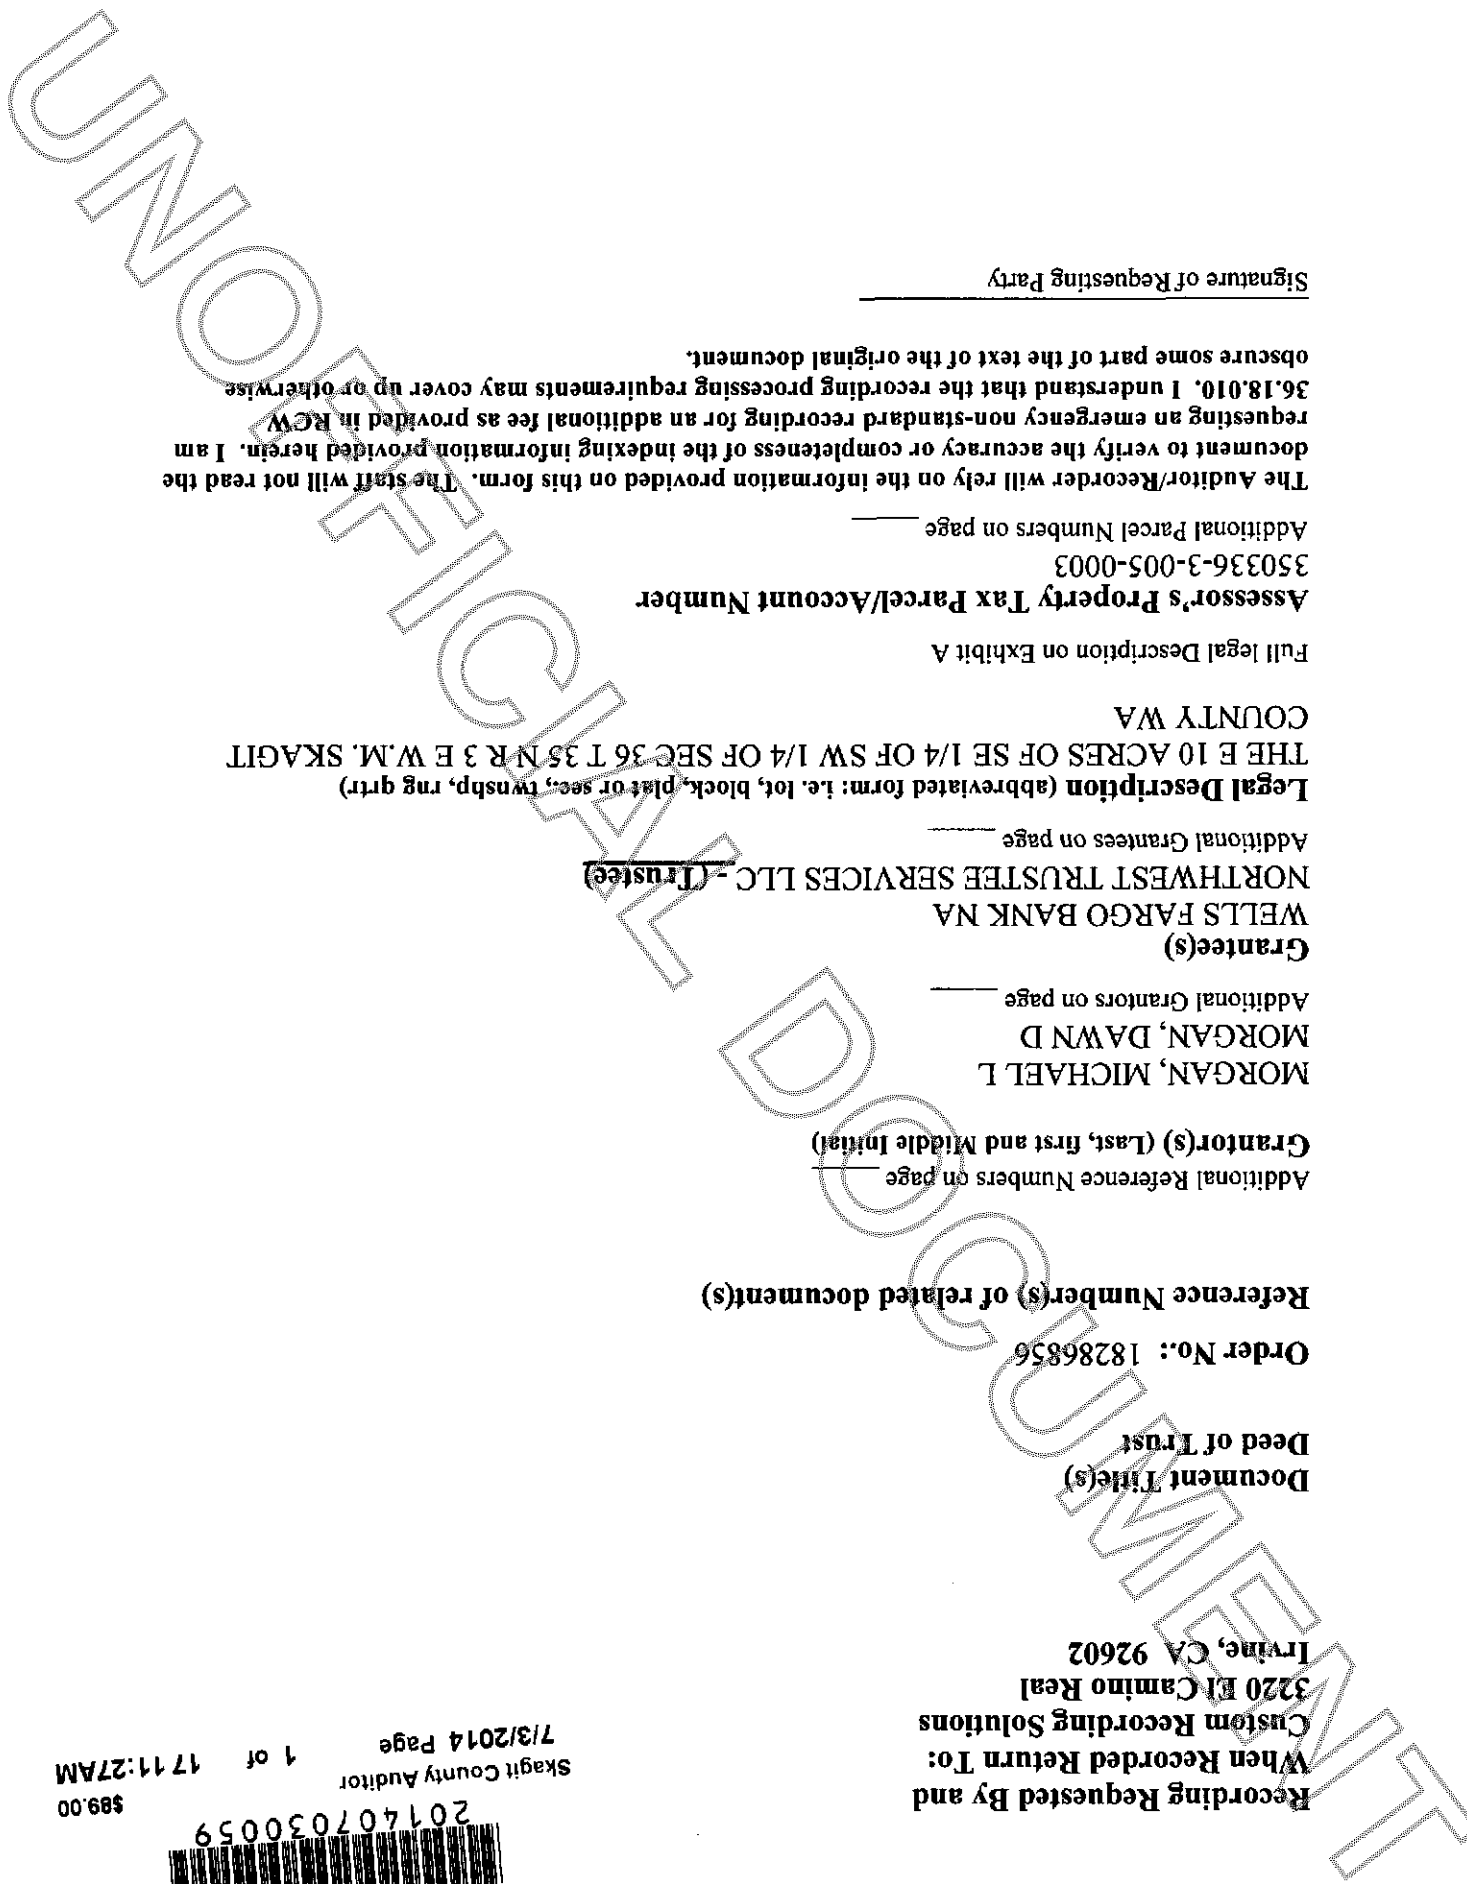 201407030059
Skagit County Auditor $89.00
7/3/2014 Page 1 of 17 11:27AM
Recording Requested By and
When Recorded Return To:
Custom Recording Solutions
3220 El Camino Real
Irvine, CA 92602
Document Title(s)
Deed of Trust
Order No.: 18286856
Reference Number(s) of related document(s)
Additional Reference Numbers on page ____
Grantor(s) (Last, first and Middle Initial)
MORGAN, MICHAEL L
MORGAN, DAWN D
Additional Grantors on page ____
Grantee(s)
WELLS FARGO BANK NA
NORTHWEST TRUSTEE SERVICES LLC - (Trustee)
Additional Grantees on page ____
Legal Description (abbreviated form: i.e. lot, block, plat or sec., twnshp, rng qrtr)
THE E 10 ACRES OF SE 1/4 OF SW 1/4 OF SEC 36 T 35 N R 3 E W.M. SKAGIT
COUNTY WA
Full legal Description on Exhibit A
Assessor's Property Tax Parcel/Account Number
350336-3-005-0003
Additional Parcel Numbers on page ____
The Auditor/Recorder will rely on the information provided on this form. The staff will not read the
document to verify the accuracy or completeness of the indexing information provided herein. I am
requesting an emergency non-standard recording for an additional fee as provided in RCW
36.18.010. I understand that the recording processing requirements may cover up or otherwise
obscure some part of the text of the original document.
Signature of Requesting Party
UNOFFICIAL DOCUMENT